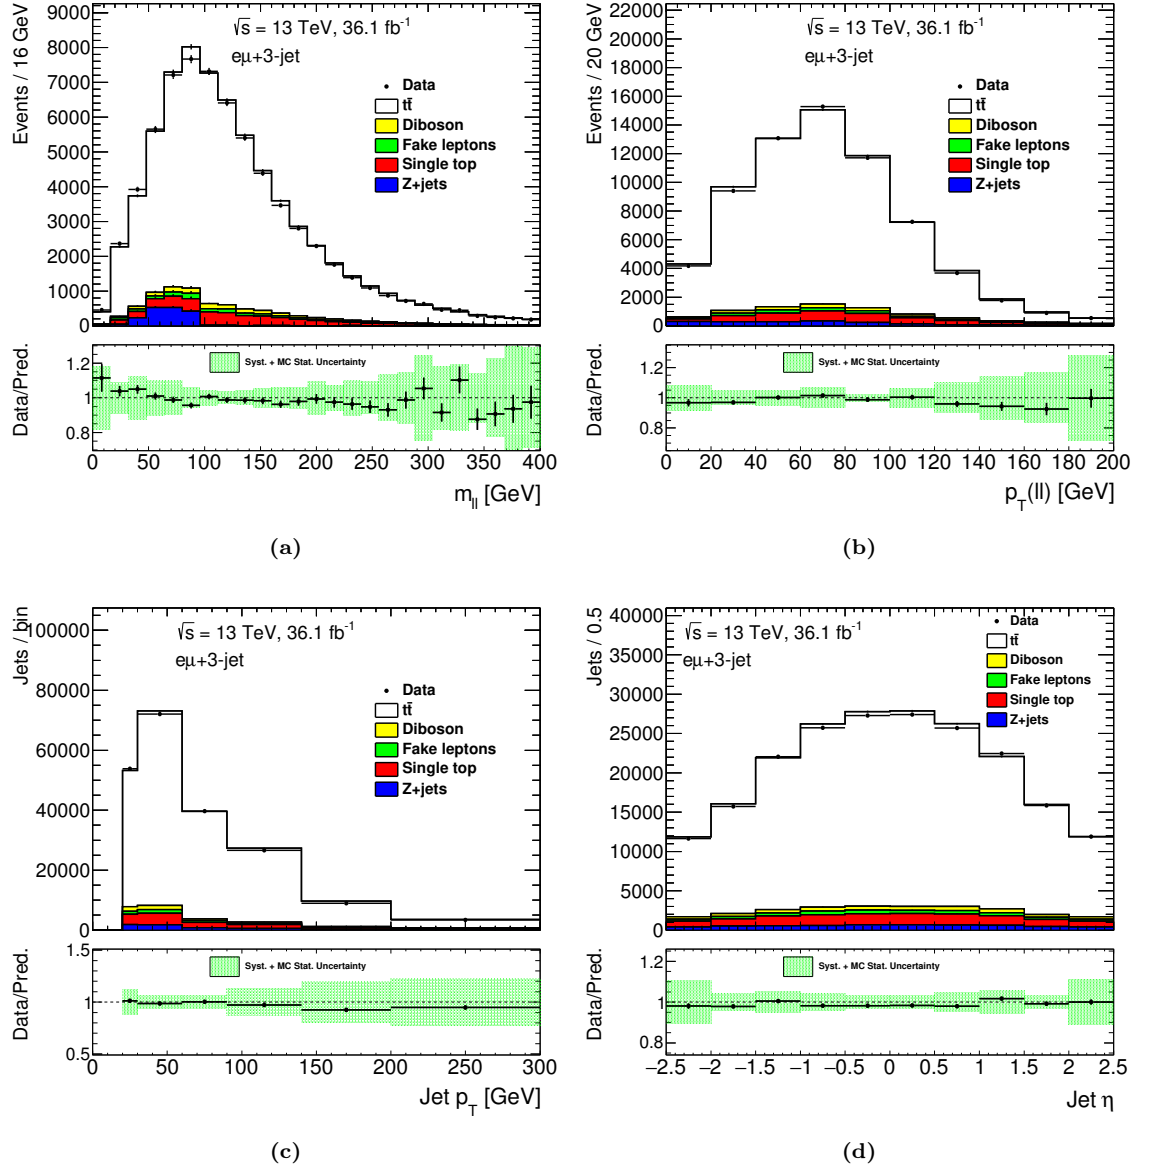 Events / 16 GeV
√s = 13 TeV, 36.1 fb⁻¹
eμ+3-jet
Data
tt̄
Diboson
Fake leptons
Single top
Z+jets
9000
8000
7000
6000
5000
4000
3000
2000
1000
0
Data/Pred.
Syst. + MC Stat. Uncertainty
1.2
1
0.8
0 50 100 150 200 250 300 350 400
m_ll [GeV]
(a)
Events / 20 GeV
√s = 13 TeV, 36.1 fb⁻¹
eμ+3-jet
Data
tt̄
Diboson
Fake leptons
Single top
Z+jets
22000
20000
18000
16000
14000
12000
10000
8000
6000
4000
2000
0
Data/Pred.
Syst. + MC Stat. Uncertainty
1.2
1
0.8
0 20 40 60 80 100 120 140 160 180 200
p_T(ll) [GeV]
(b)
Jets / bin
√s = 13 TeV, 36.1 fb⁻¹
eμ+3-jet
Data
tt̄
Diboson
Fake leptons
Single top
Z+jets
100000
80000
60000
40000
20000
0
Data/Pred.
Syst. + MC Stat. Uncertainty
1.5
1
0.5
0 50 100 150 200 250 300
Jet p_T [GeV]
(c)
Jets / 0.5
√s = 13 TeV, 36.1 fb⁻¹
eμ+3-jet
Data
tt̄
Diboson
Fake leptons
Single top
Z+jets
40000
35000
30000
25000
20000
15000
10000
5000
0
Data/Pred.
Syst. + MC Stat. Uncertainty
1.2
1
0.8
−2.5 −2 −1.5 −1 −0.5 0 0.5 1 1.5 2 2.5
Jet η
(d)